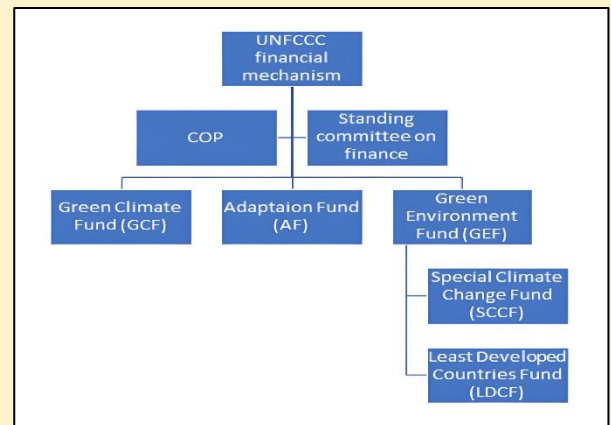 UNFCCC
financial
mechanism
COP
Standing
committee on
finance
Green Climate
Fund (GCF)
Adaptaion Fund
(AF)
Green
Environment
Fund (GEF)
Special Climate
Change Fund
(SCCF)
Least Developed
Countries Fund
(LDCF)